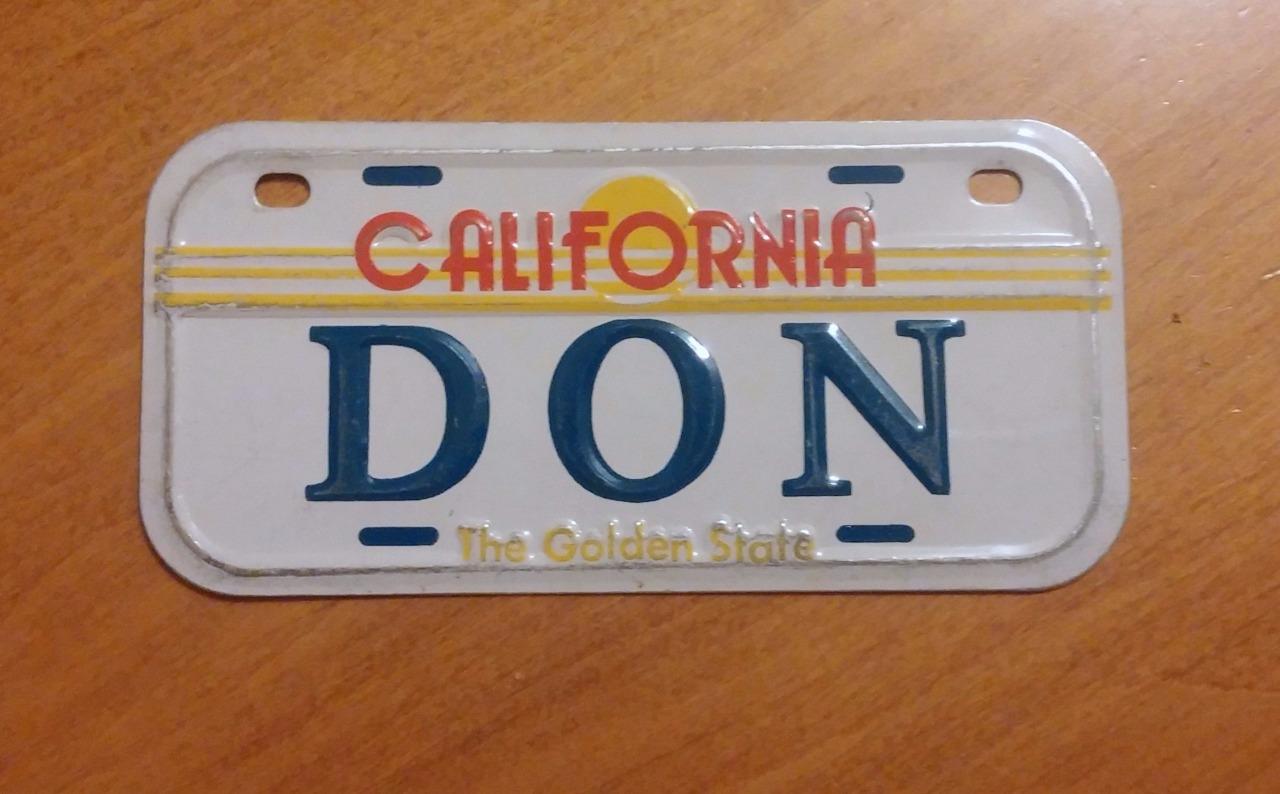 CALIFORNIA
DON
The Golden State